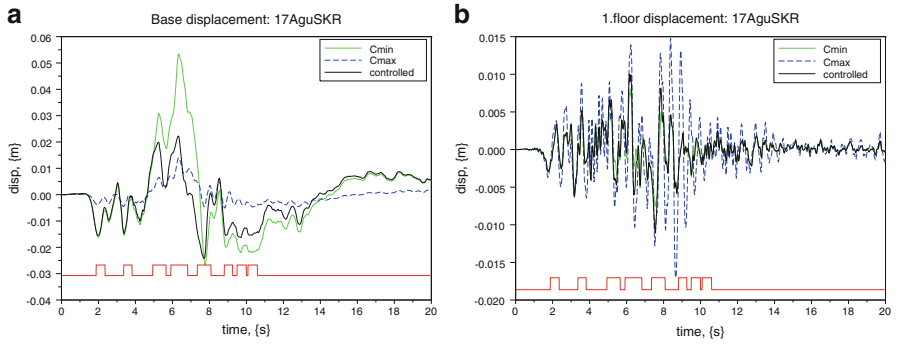 a
Base displacement: 17AguSKR
0.06
0.05
0.04
0.03
0.02
0.01
0.00
-0.01
-0.02
-0.03
-0.04
disp, {m}
Cmin
Cmax
controlled
0 2 4 6 8 10 12 14 16 18 20
time, {s}
b
1.floor displacement: 17AguSKR
0.015
0.010
0.005
0.000
-0.005
-0.010
-0.015
-0.020
disp, {m}
Cmin
Cmax
controlled
0 2 4 6 8 10 12 14 16 18 20
time, {s}